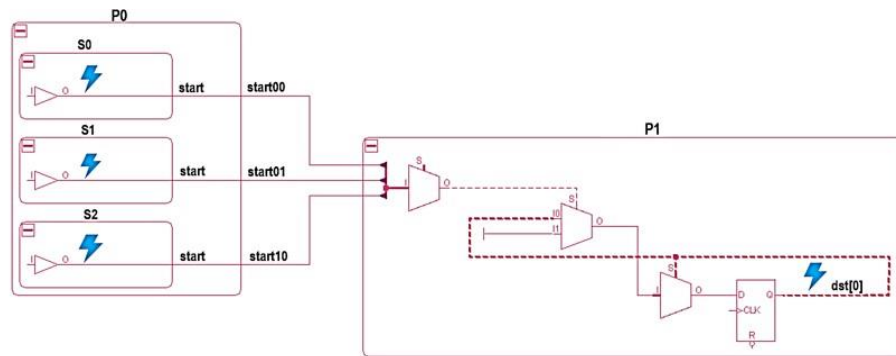 P0
S0
I O
start start00
S1
P1
I O
start start01
S
I O
S
S2
I0
I1
O
I O
start start10
S
I O
D Q
dst[0]
CLK
R